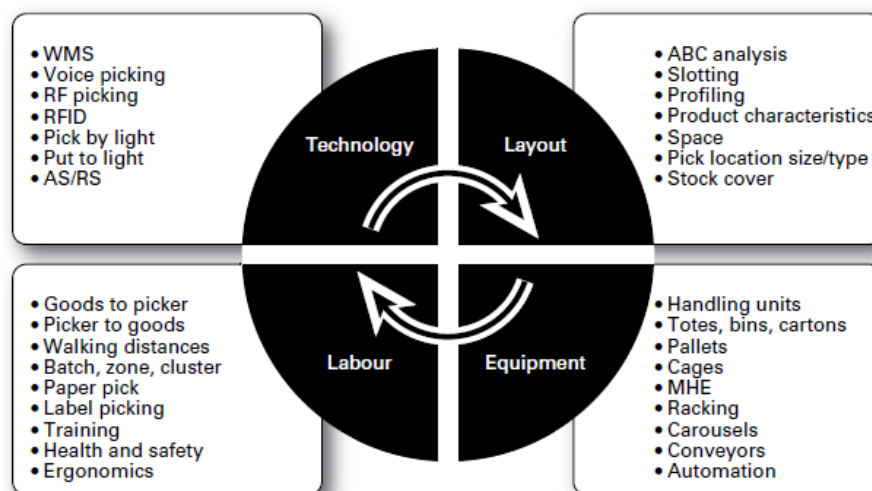 • WMS
• Voice picking
• RF picking
• RFID
• Pick by light
• Put to light
• AS/RS
Technology
Layout
• ABC analysis
• Slotting
• Profiling
• Product characteristics
• Space
• Pick location size/type
• Stock cover
• Goods to picker
• Picker to goods
• Walking distances
• Batch, zone, cluster
• Paper pick
• Label picking
• Training
• Health and safety
• Ergonomics
Labour
Equipment
• Handling units
• Totes, bins, cartons
• Pallets
• Cages
• MHE
• Racking
• Carousels
• Conveyors
• Automation